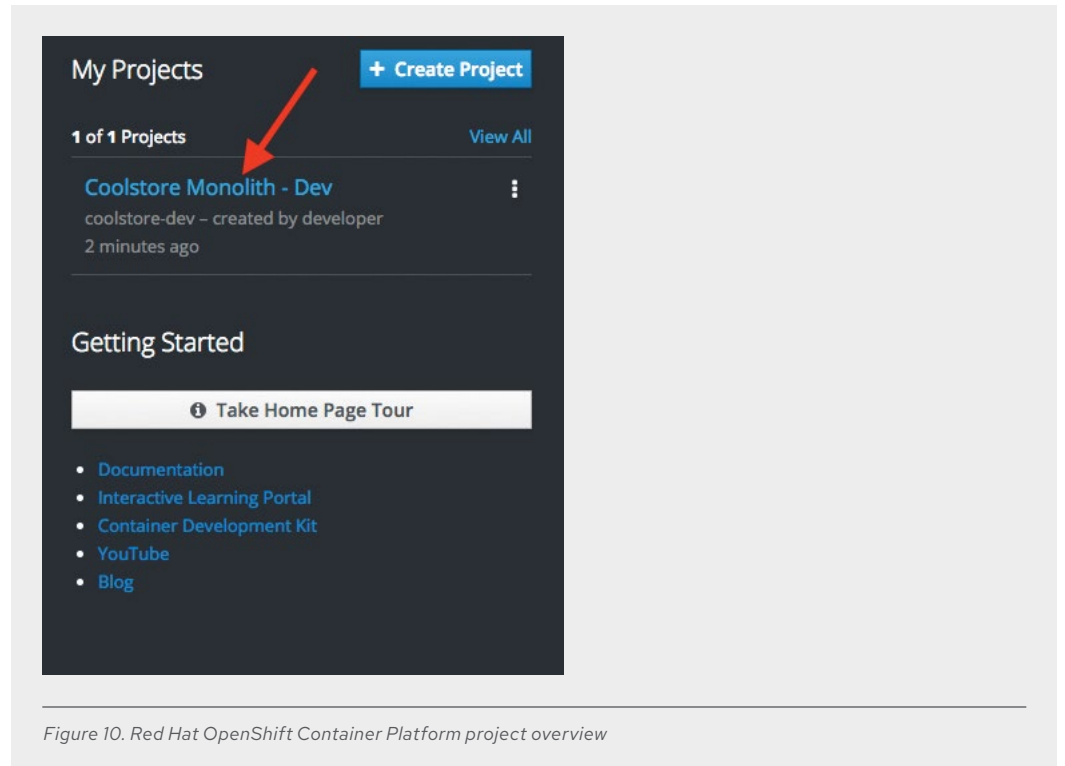 My Projects
+ Create Project
1 of 1 Projects
View All
Coolstore Monolith - Dev
coolstore-dev – created by developer
2 minutes ago
Getting Started
Take Home Page Tour
• Documentation
• Interactive Learning Portal
• Container Development Kit
• YouTube
• Blog
Figure 10. Red Hat OpenShift Container Platform project overview